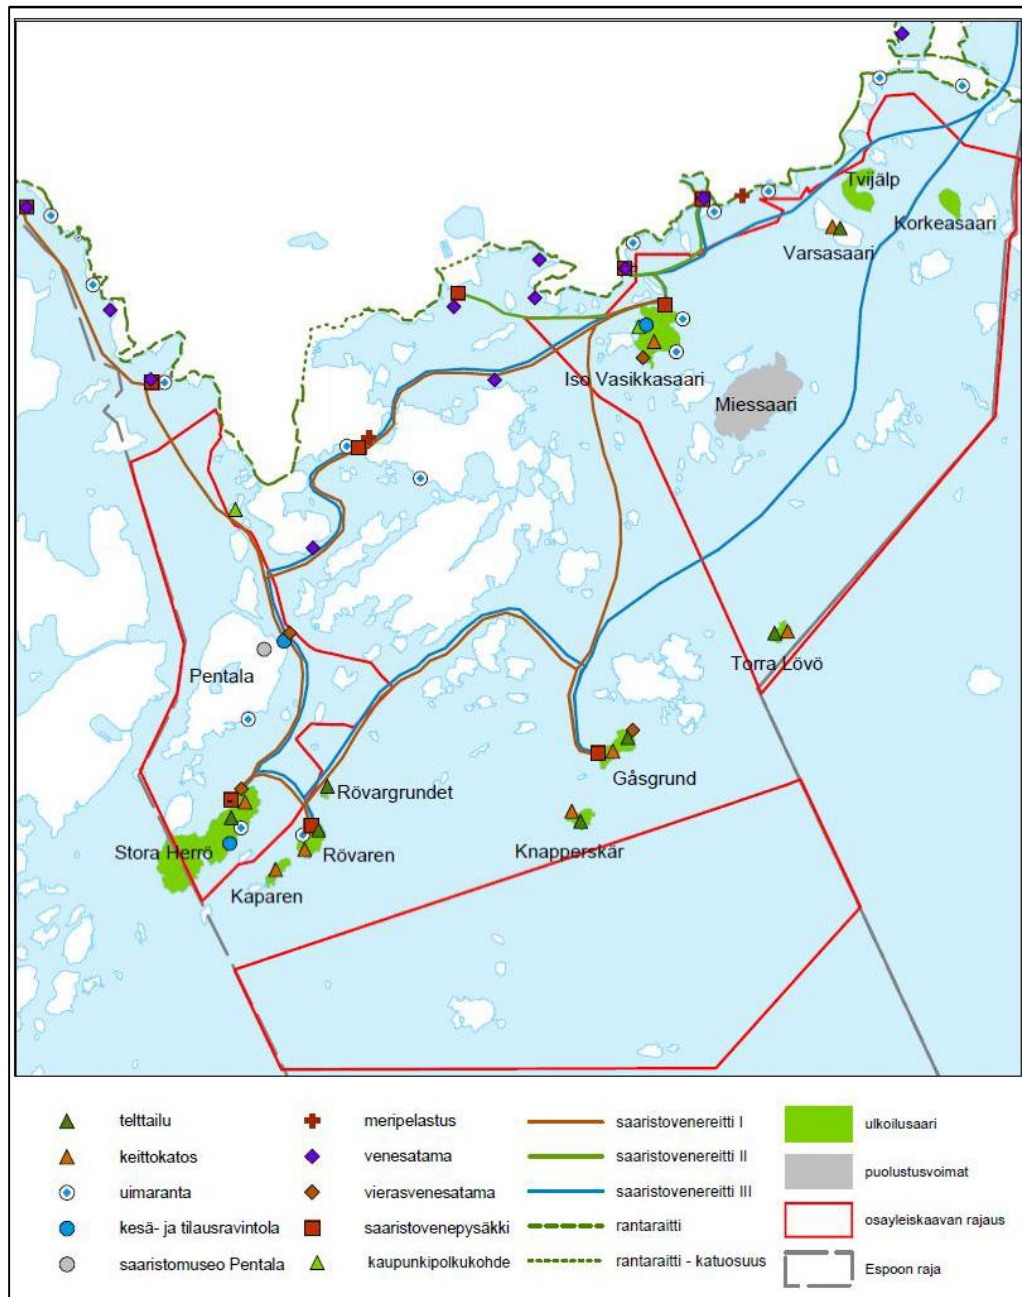 Tvijälp
Korkeasaari
Varsasaari
Iso Vasikkasaari
Miessaari
Torra Lövö
Pentala
Gåsgrund
Rövargrundet
Knapperskär
Stora Herrö
Rövaren
Kaparen
telttailu
meripelastus
saaristovenereitti I
ulkoilusaari
keittokatos
venesatama
saaristovenereitti II
puolustusvoimat
uimaranta
vierasvenesatama
saaristovenereitti III
osayleiskaavan rajaus
kesä- ja tilausravintola
saaristovenepysäkki
rantaraitti
saaristomuseo Pentala
kaupunkipolkukohde
rantaraitti - katuosuus
Espoon raja